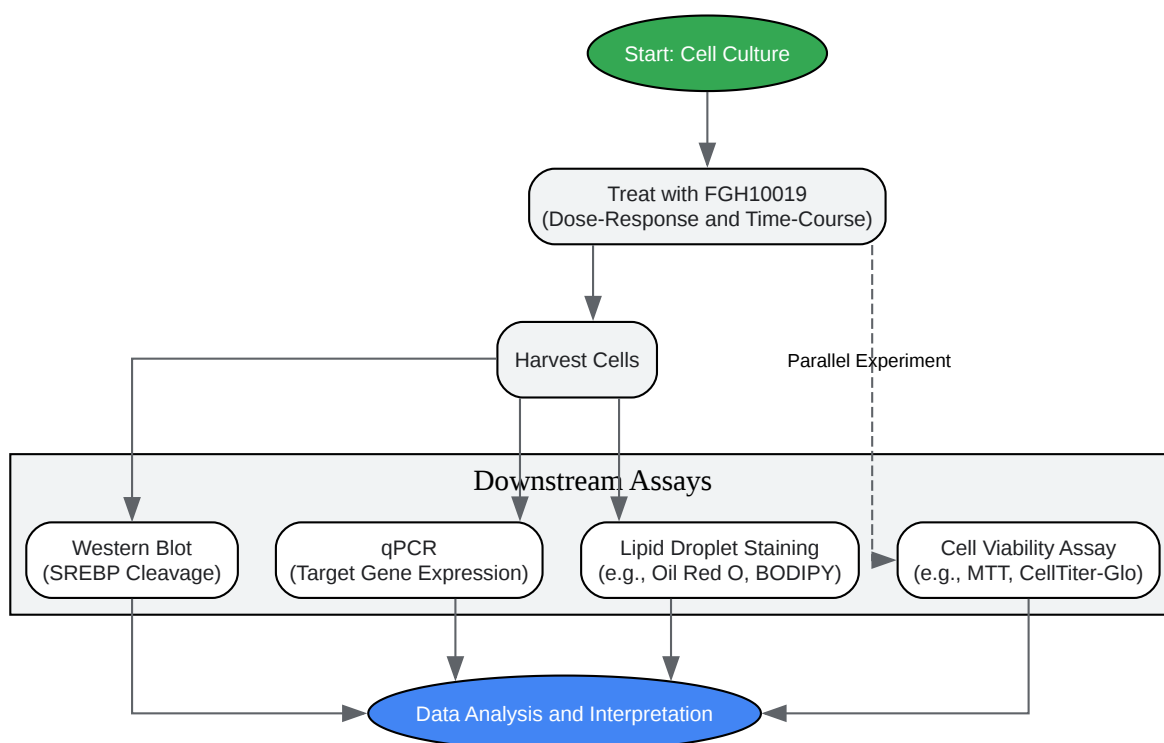 Start: Cell Culture
Treat with FGH10019
(Dose-Response and Time-Course)
Harvest Cells
Parallel Experiment
Downstream Assays
Western Blot
(SREBP Cleavage)
qPCR
(Target Gene Expression)
Lipid Droplet Staining
(e.g., Oil Red O, BODIPY)
Cell Viability Assay
(e.g., MTT, CellTiter-Glo)
Data Analysis and Interpretation